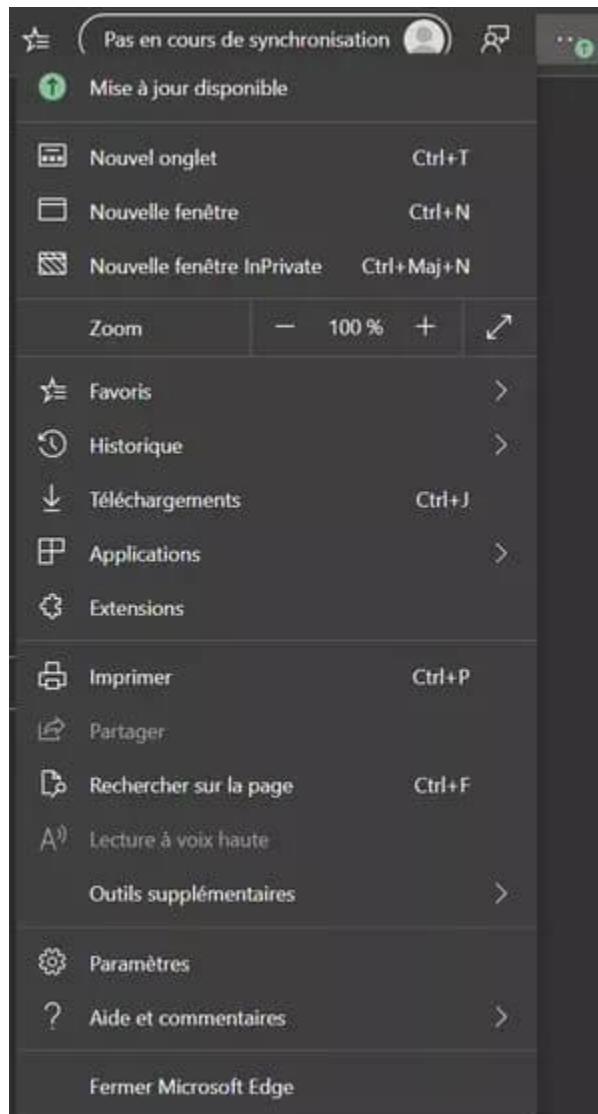 Pas en cours de synchronisation
Mise à jour disponible
Nouvel onglet Ctrl+T
Nouvelle fenêtre Ctrl+N
Nouvelle fenêtre InPrivate Ctrl+Maj+N
Zoom — 100 % +
Favoris
Historique
Téléchargements Ctrl+J
Applications
Extensions
Imprimer Ctrl+P
Partager
Rechercher sur la page Ctrl+F
Lecture à voix haute
Outils supplémentaires
Paramètres
Aide et commentaires
Fermer Microsoft Edge